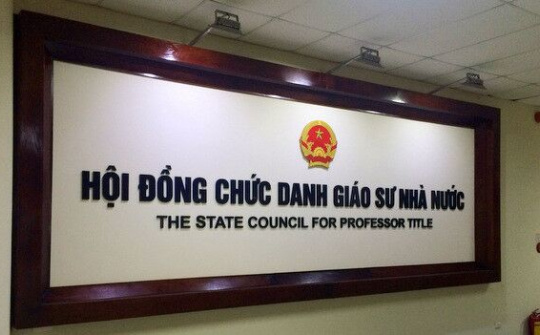 HỘI ĐỒNG CHỨC DANH GIÁO SƯ NHÀ NƯỚC
THE STATE COUNCIL FOR PROFESSOR TITLE